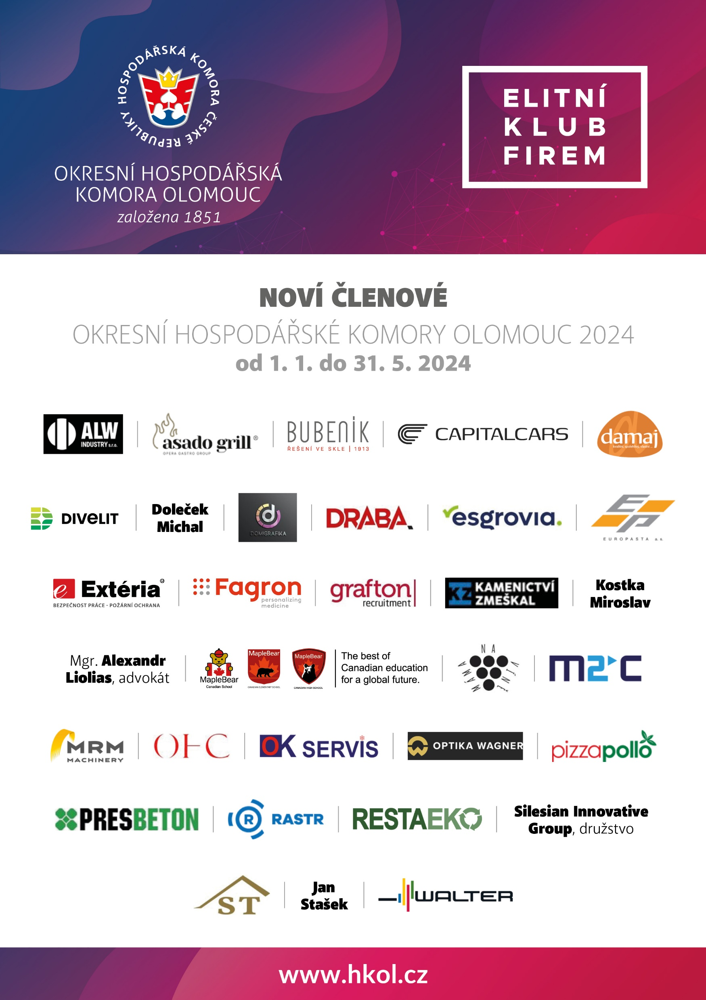 HOSPODÁŘSKÁ KOMORA ČESKÉ REPUBLIKY
OKRESNÍ HOSPODÁŘSKÁ
KOMORA OLOMOUC
založena 1851
ELITNÍ
KLUB
FIREM
NOVÍ ČLENOVÉ
OKRESNÍ HOSPODÁŘSKÉ KOMORY OLOMOUC 2024
od 1. 1. do 31. 5. 2024
ALW
INDUSTRY s.r.o.
asado grill®
OPERA GASTRO GROUP
BUBENÍK
ŘEŠENÍ VE SKLE | 1913
CAPITALCARS
damaj
kvalitní, spolehlivý, vlastní ...
DIVELIT
Doleček
Michal
d
DOMIGRAFIKA
DRABA.
esgrovia.
EP
EUROPASTA a.s.
e Extéria®
BEZPEČNOST PRÁCE - POŽÁRNÍ OCHRANA
Fagron
personalizing
medicine
grafton
recruitment
KZ
KAMENICTVÍ
ZMEŠKAL
Kostka
Miroslav
Mgr. Alexandr
Liolias, advokát
MapleBear
Canadian School
MapleBear
CANADIAN ELEMENTARY SCHOOL
MapleBear
CANADIAN HIGH SCHOOL
The best of
Canadian education
for a global future.
NA
M2C
MRM
MACHINERY
OHC
OK SERVIS
OPTIKA WAGNER
pizzapollo
PRESBETON
R RASTR
RESTAEKO
Silesian Innovative
Group, družstvo
ST
Jan
Stašek
WALTER
www.hkol.cz